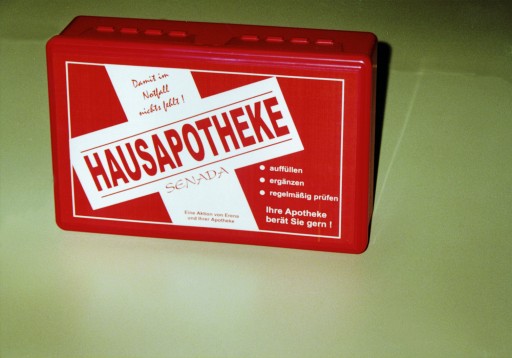 Damit im
Notfall
nichts fehlt !
HAUSAPOTHEKE
SENADA
auffüllen
ergänzen
regelmäßig prüfen
Eine Aktion von Erena
und Ihrer Apotheke
Ihre Apotheke
berät Sie gern !